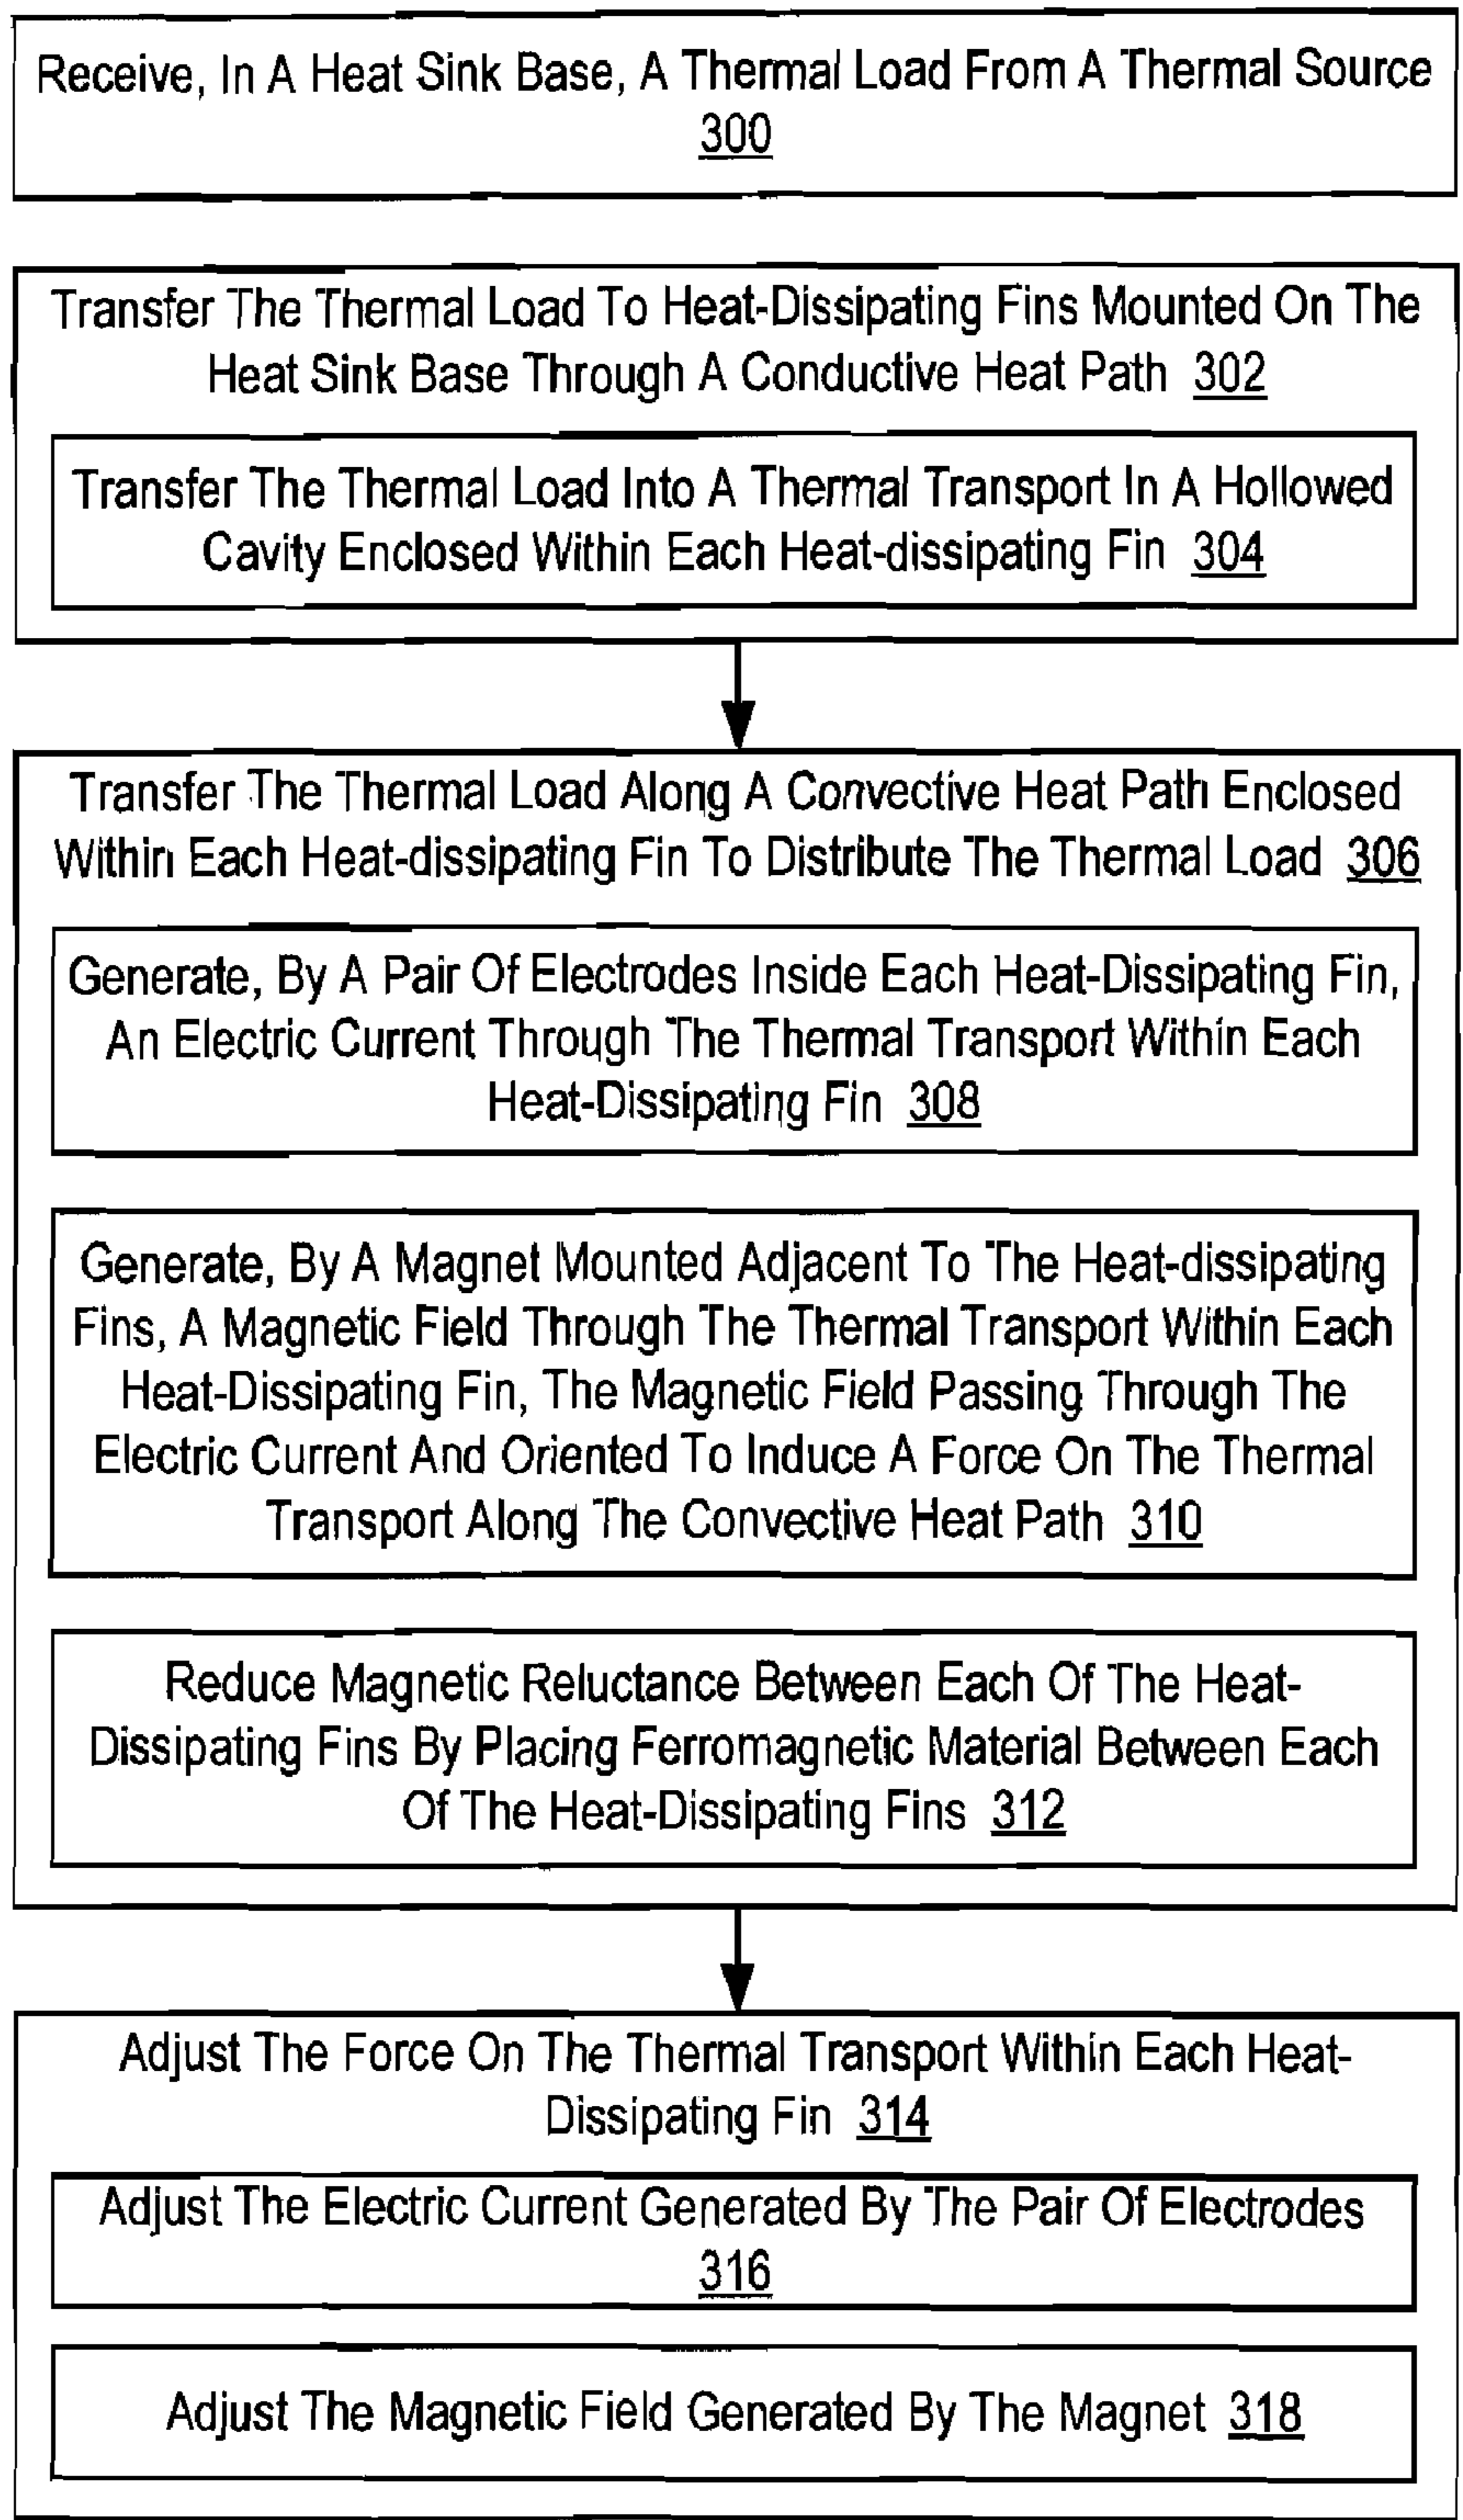 Receive, In A Heat Sink Base, A Thermal Load From A Thermal Source
300
Transfer The Thermal Load To Heat-Dissipating Fins Mounted On The
Heat Sink Base Through A Conductive Heat Path 302
Transfer The Thermal Load Into A Thermal Transport In A Hollowed
Cavity Enclosed Within Each Heat-dissipating Fin 304
Transfer The Thermal Load Along A Convective Heat Path Enclosed
Within Each Heat-dissipating Fin To Distribute The Thermal Load 306
Generate, By A Pair Of Electrodes Inside Each Heat-Dissipating Fin,
An Electric Current Through The Thermal Transport Within Each
Heat-Dissipating Fin 308
Generate, By A Magnet Mounted Adjacent To The Heat-dissipating
Fins, A Magnetic Field Through The Thermal Transport Within Each
Heat-Dissipating Fin, The Magnetic Field Passing Through The
Electric Current And Oriented To Induce A Force On The Thermal
Transport Along The Convective Heat Path 310
Reduce Magnetic Reluctance Between Each Of The Heat-
Dissipating Fins By Placing Ferromagnetic Material Between Each
Of The Heat-Dissipating Fins 312
Adjust The Force On The Thermal Transport Within Each Heat-
Dissipating Fin 314
Adjust The Electric Current Generated By The Pair Of Electrodes
316
Adjust The Magnetic Field Generated By The Magnet 318